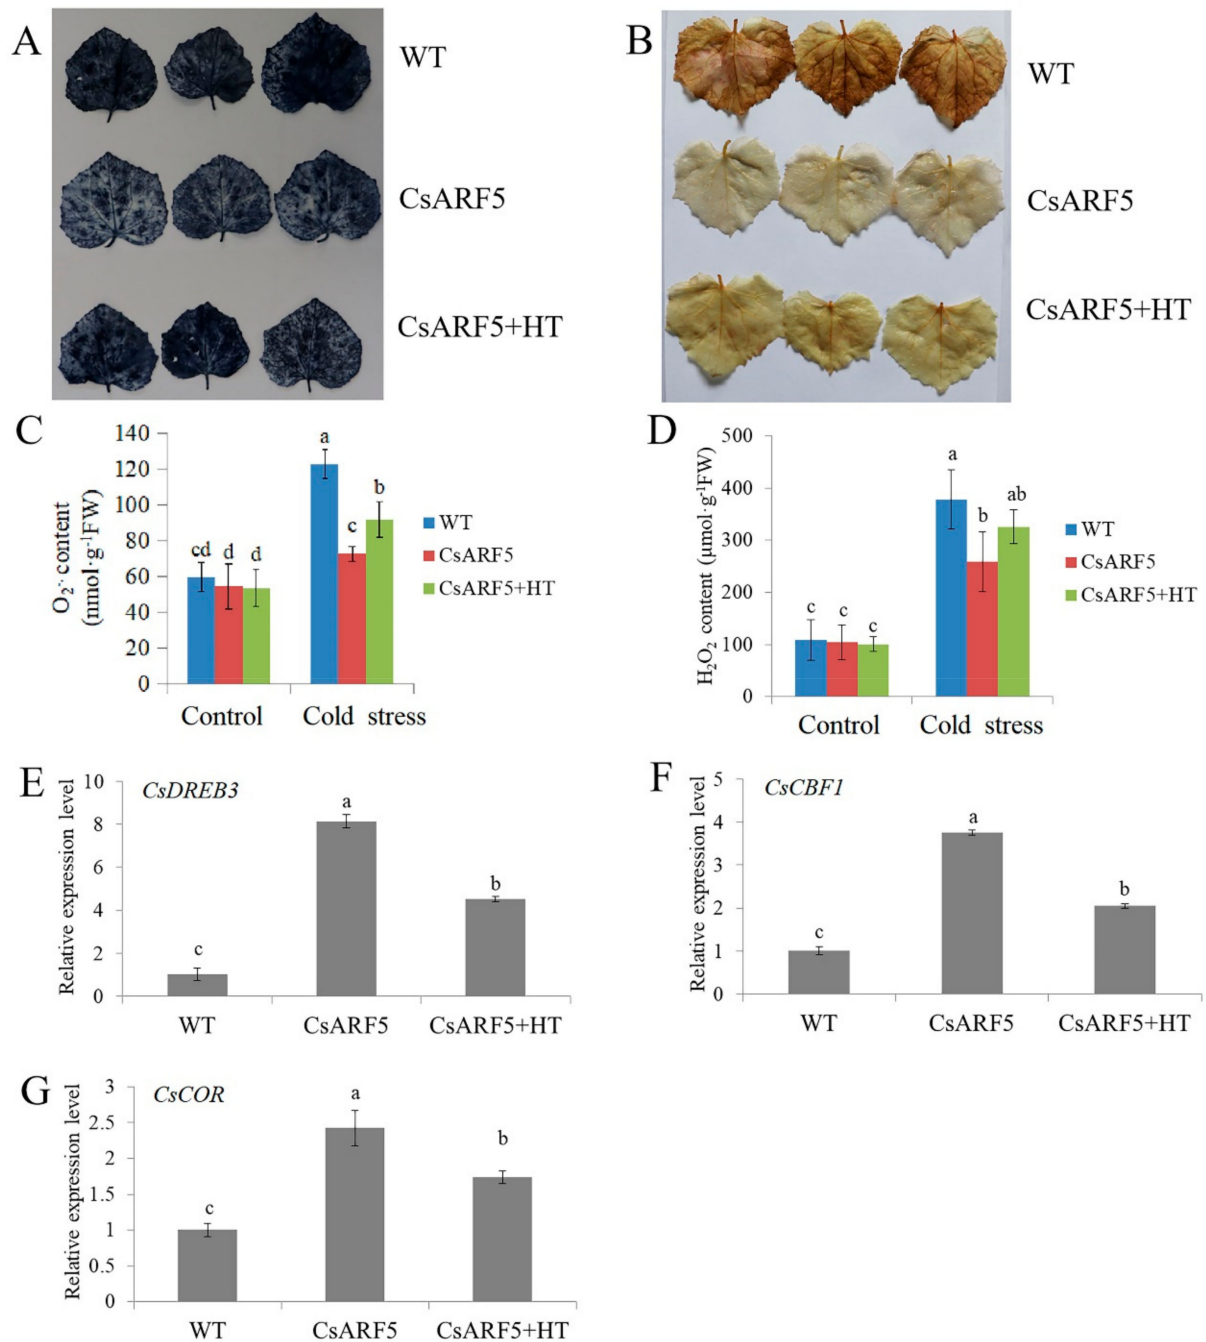 A
WT
CsARF5
CsARF5+HT
B
WT
CsARF5
CsARF5+HT
C
O₂⁻· content
(nmol·g⁻¹FW)
140
120
100
80
60
40
20
0
cd
d
d
a
c
b
Control
Cold stress
WT
CsARF5
CsARF5+HT
D
H₂O₂ content (μmol·g⁻¹FW)
500
400
300
200
100
0
c
c
c
a
b
ab
Control
Cold stress
WT
CsARF5
CsARF5+HT
E
CsDREB3
Relative expression level
10
8
6
4
2
0
c
a
b
WT
CsARF5
CsARF5+HT
F
CsCBF1
Relative expression level
5
4
3
2
1
0
c
a
b
WT
CsARF5
CsARF5+HT
G
CsCOR
Relative expression level
3
2.5
2
1.5
1
0.5
0
c
a
b
WT
CsARF5
CsARF5+HT